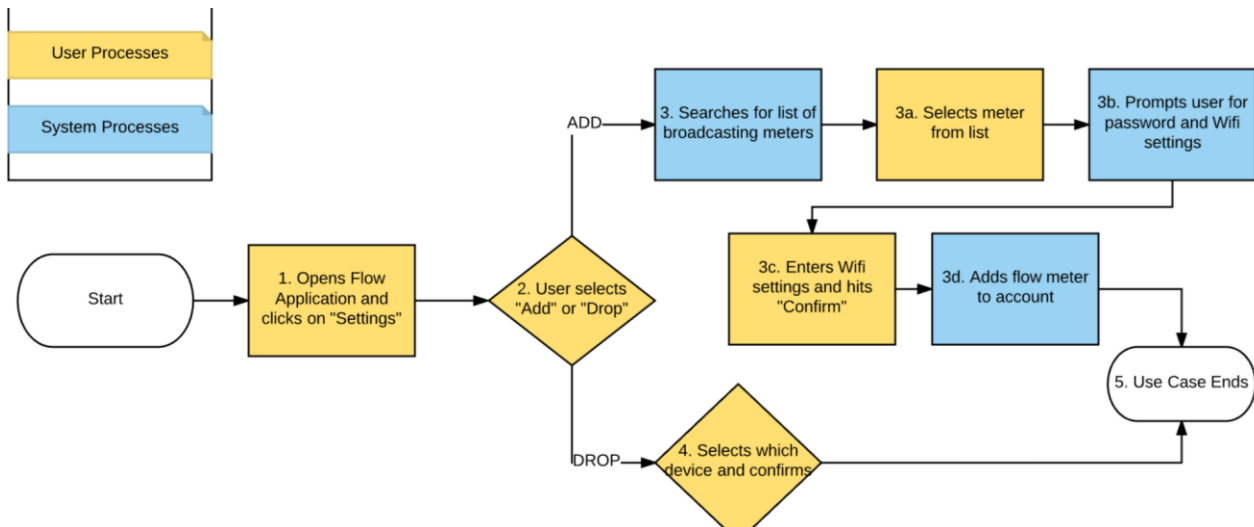 User Processes
System Processes
ADD
3. Searches for list of
broadcasting meters
3a. Selects meter
from list
3b. Prompts user for
password and Wifi
settings
Start
1. Opens Flow
Application and
clicks on "Settings"
2. User selects
"Add" or "Drop"
3c. Enters Wifi
settings and hits
"Confirm"
3d. Adds flow meter
to account
5. Use Case Ends
DROP
4. Selects which
device and confirms